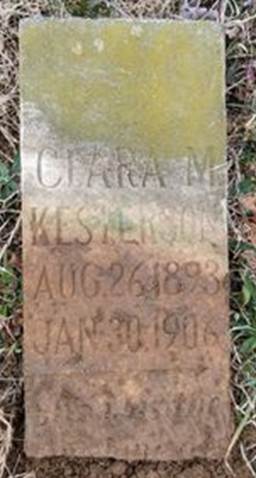 CLARA M
KESTERSON
AUG. 26, 1893
JAN. 30. 1906